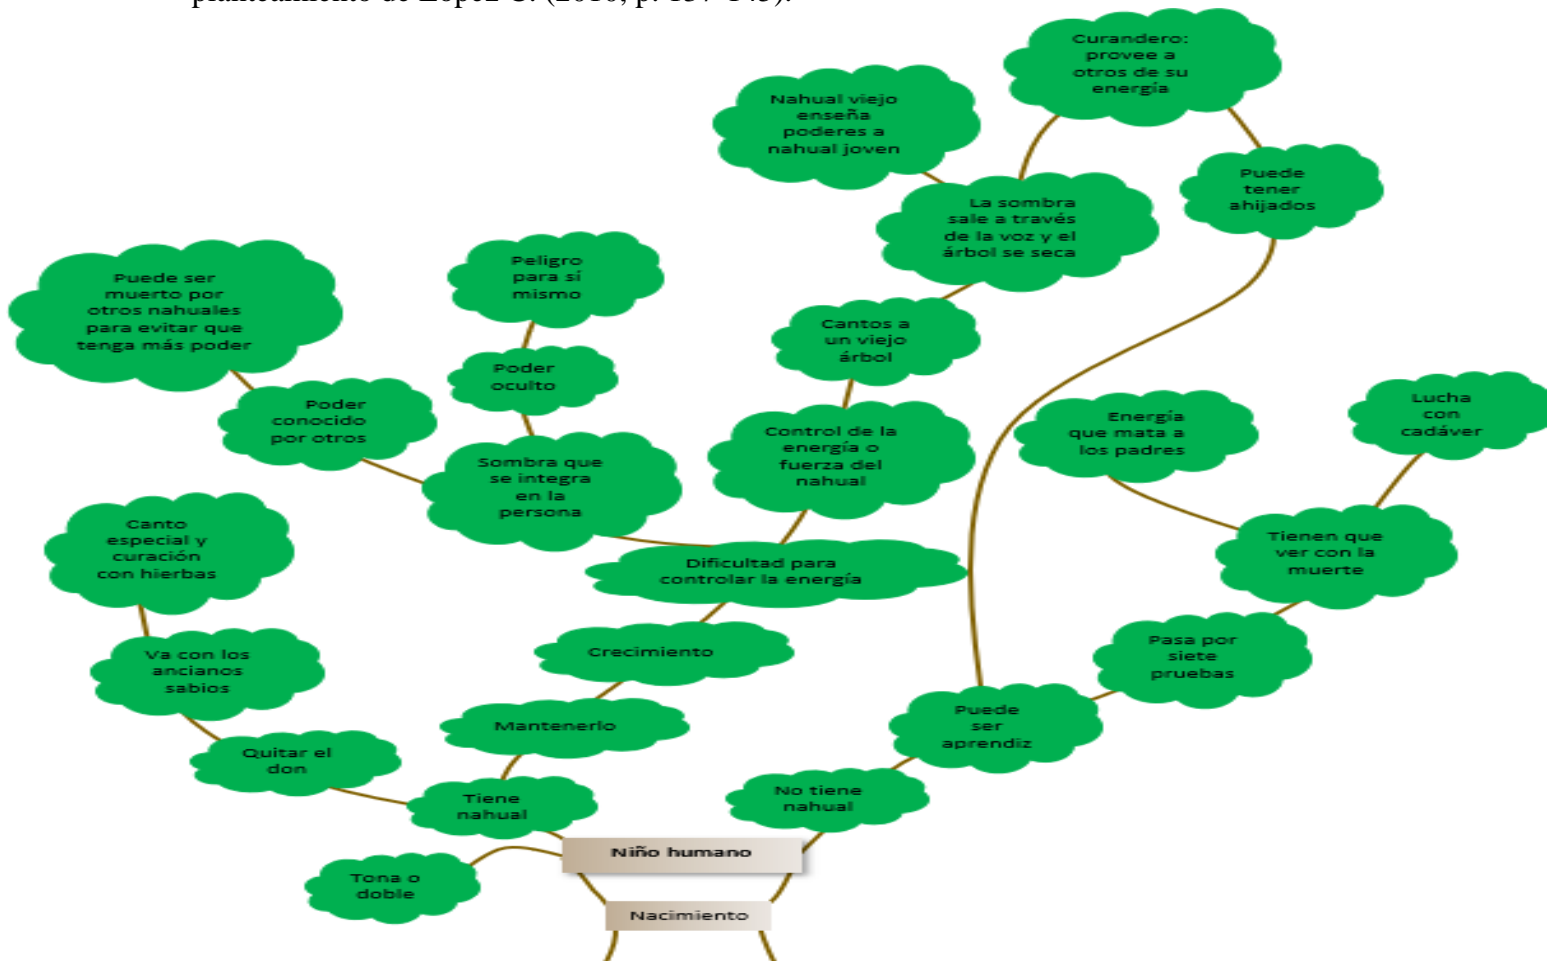 planteamiento de López C. (2010, p. 137-145).
Curandero:
provee a
otros de su
energía
Nahual viejo
enseña
poderes a
nahual joven
Puede
tener
ahijados
La sombra
sale a través
de la voz y el
árbol se seca
Peligro
para sí
mismo
Puede ser
muerto por
otros nahuales
para evitar que
tenga más poder
Cantos a
un viejo
árbol
Poder
oculto
Poder
conocido
por otros
Lucha
con
cadáver
Energía
que mata a
los padres
Control de la
energía o
fuerza del
nahual
Sombra que
se integra
en la
persona
Canto
especial y
curación
con hierbas
Tienen que
ver con la
muerte
Dificultad para
controlar la energía
Pasa por
siete
pruebas
Va con los
ancianos
sabios
Crecimiento
Puede
ser
aprendiz
Mantenerlo
Quitar el
don
Tiene
nahual
No tiene
nahual
Niño humano
Tona o
doble
Nacimiento